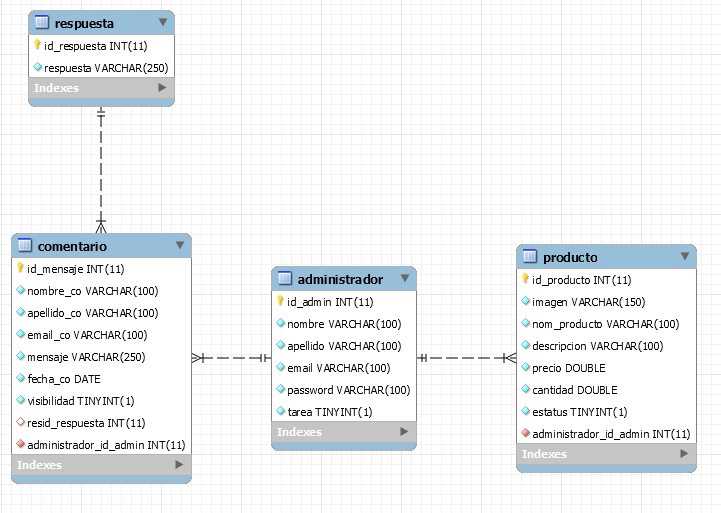 respuesta
id_respuesta INT(11)
respuesta VARCHAR(250)
Indexes
comentario
id_mensaje INT(11)
nombre_co VARCHAR(100)
apellido_co VARCHAR(100)
email_co VARCHAR(100)
mensaje VARCHAR(250)
fecha_co DATE
visibilidad TINYINT(1)
resid_respuesta INT(11)
administrador_id_admin INT(11)
Indexes
administrador
id_admin INT(11)
nombre VARCHAR(100)
apellido VARCHAR(100)
email VARCHAR(100)
password VARCHAR(100)
tarea TINYINT(1)
Indexes
producto
id_producto INT(11)
imagen VARCHAR(150)
nom_producto VARCHAR(100)
descripcion VARCHAR(100)
precio DOUBLE
cantidad DOUBLE
estatus TINYINT(1)
administrador_id_admin INT(11)
Indexes